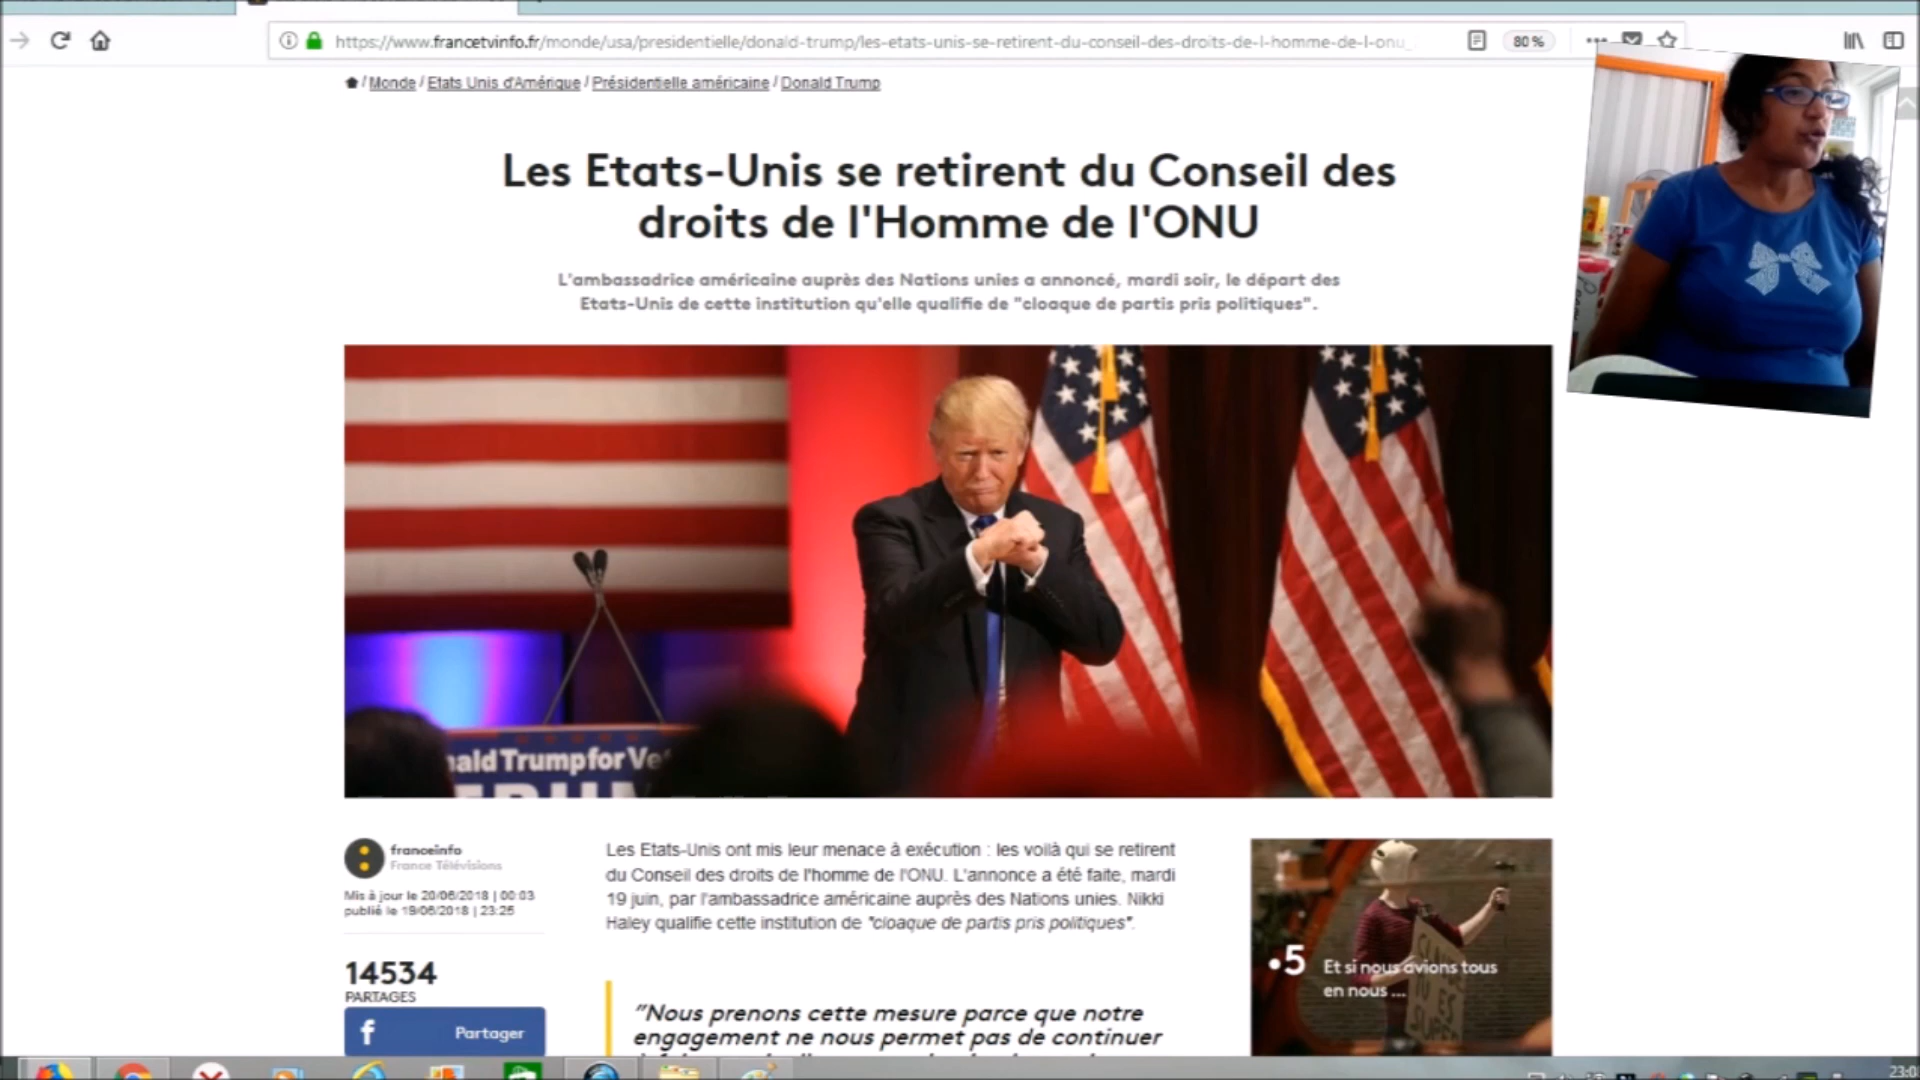 https://www.francetvinfo.fr/monde/usa/presidentielle/donald-trump/les-etats-unis-se-retirent-du-conseil-des-droits-de-l-homme-de-l-onu_
80 %
/ Monde / Etats Unis d'Amérique / Présidentielle américaine / Donald Trump
Les Etats-Unis se retirent du Conseil des
droits de l'Homme de l'ONU
L'ambassadrice américaine auprès des Nations unies a annoncé, mardi soir, le départ des
Etats-Unis de cette institution qu'elle qualifie de "cloaque de partis pris politiques".
nald Trump for Ve
franceinfo
France Télévisions
Mis à jour le 20/06/2018 | 00:03
publié le 19/06/2018 | 23:25
14534
PARTAGES
f Partager
Les Etats-Unis ont mis leur menace à exécution : les voilà qui se retirent
du Conseil des droits de l'homme de l'ONU. L'annonce a été faite, mardi
19 juin, par l'ambassadrice américaine auprès des Nations unies. Nikki
Haley qualifie cette institution de "cloaque de partis pris politiques".
"Nous prenons cette mesure parce que notre
engagement ne nous permet pas de continuer
•5 Et si nous avions tous
en nous ...
TU ES